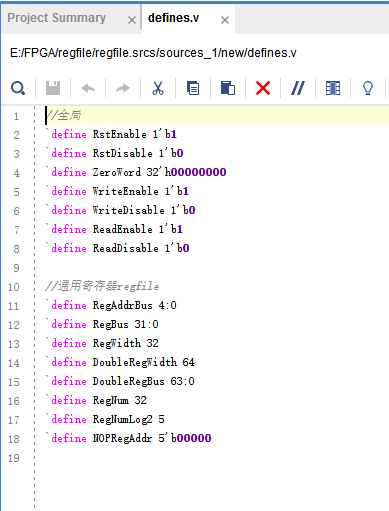 Project Summary × defines.v ×
E:/FPGA/regfile/regfile.srcs/sources_1/new/defines.v
1 //全局
2 `define RstEnable 1'b1
3 `define RstDisable 1'b0
4 `define ZeroWord 32'h00000000
5 `define WriteEnable 1'b1
6 `define WriteDisable 1'b0
7 `define ReadEnable 1'b1
8 `define ReadDisable 1'b0
9
10 //通用寄存器regfile
11 `define RegAddrBus 4:0
12 `define RegBus 31:0
13 `define RegWidth 32
14 `define DoubleRegWidth 64
15 `define DoubleRegBus 63:0
16 `define RegNum 32
17 `define RegNumLog2 5
18 `define NOPRegAddr 5'b00000
19